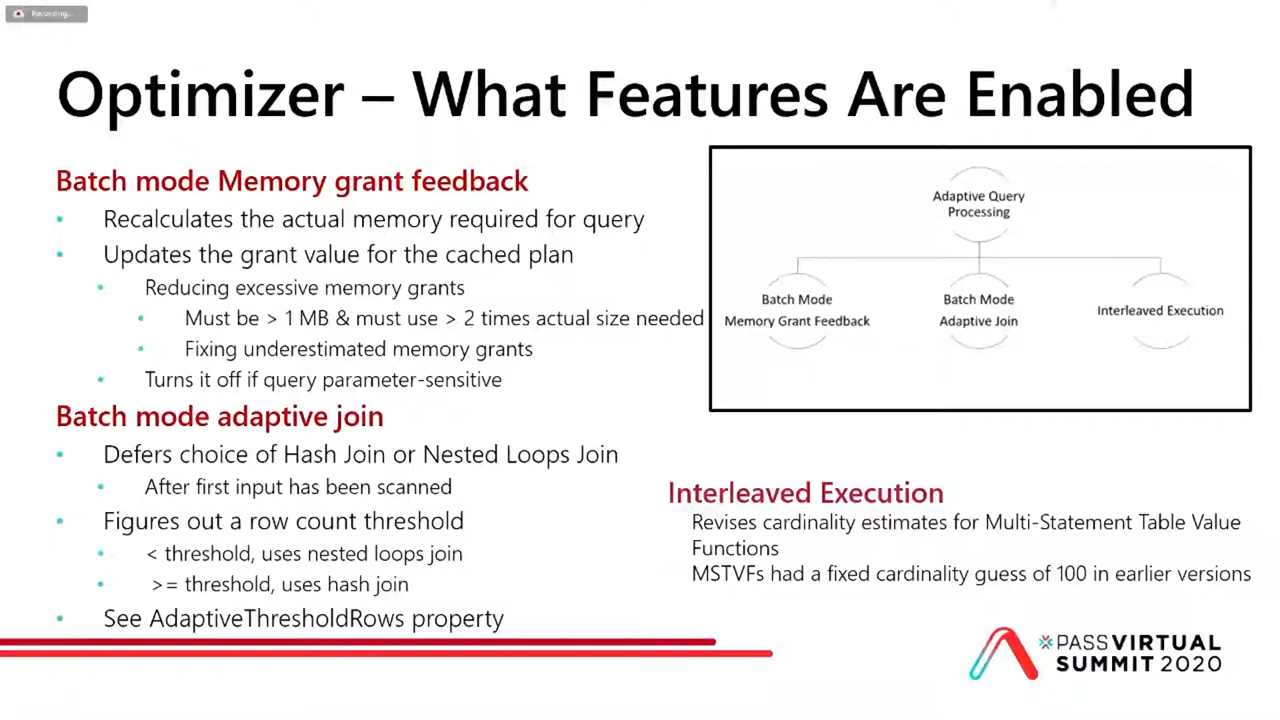 Recording...
Optimizer – What Features Are Enabled
Batch mode Memory grant feedback
• Recalculates the actual memory required for query
• Updates the grant value for the cached plan
• Reducing excessive memory grants
• Must be > 1 MB & must use > 2 times actual size needed
• Fixing underestimated memory grants
• Turns it off if query parameter-sensitive
Batch mode adaptive join
• Defers choice of Hash Join or Nested Loops Join
• After first input has been scanned
• Figures out a row count threshold
• < threshold, uses nested loops join
• >= threshold, uses hash join
• See AdaptiveThresholdRows property
Adaptive Query
Processing
Batch Mode
Memory Grant Feedback
Batch Mode
Adaptive Join
Interleaved Execution
Interleaved Execution
Revises cardinality estimates for Multi-Statement Table Value
Functions
MSTVFs had a fixed cardinality guess of 100 in earlier versions
PASS VIRTUAL
SUMMIT 2020